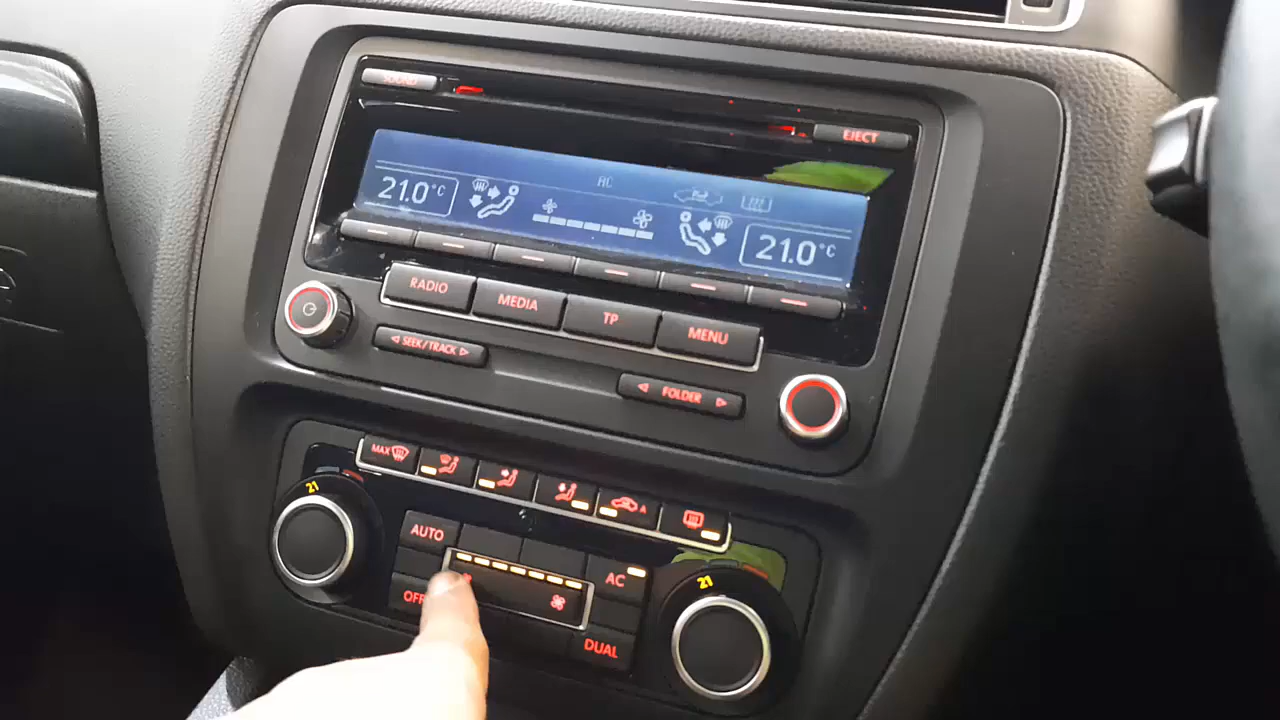 SOUND
EJECT
AC
21.0°C
21.0°C
RADIO
MEDIA
TP
MENU
SEEK/TRACK
FOLDER
MAX
A
21
AUTO
AC
21
OFF
DUAL